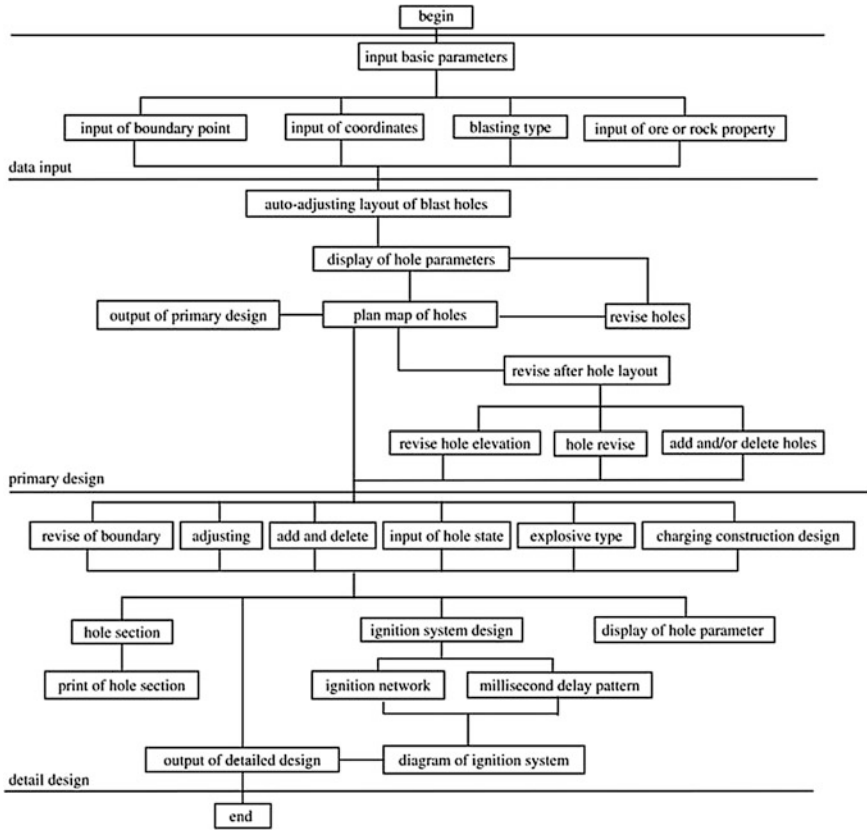 begin
input basic parameters
input of boundary point
input of coordinates
blasting type
input of ore or rock property
data input
auto-adjusting layout of blast holes
display of hole parameters
output of primary design
plan map of holes
revise holes
revise after hole layout
revise hole elevation
hole revise
add and/or delete holes
primary design
revise of boundary
adjusting
add and delete
input of hole state
explosive type
charging construction design
hole section
ignition system design
display of hole parameter
print of hole section
ignition network
millisecond delay pattern
output of detailed design
diagram of ignition system
detail design
end